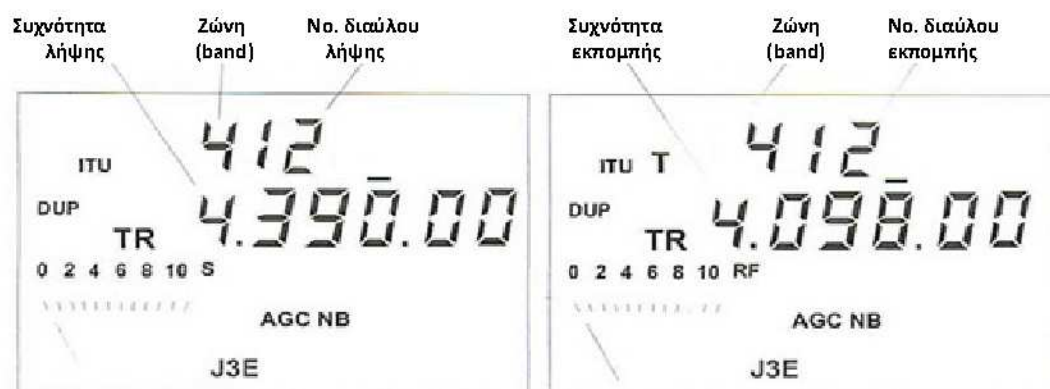 Συχνότητα λήψης
Ζώνη (band)
Νο. διαύλου λήψης
412
ITU
DUP
4.390.00
TR
0 2 4 6 8 10 S
AGC NB
J3E
Συχνότητα εκπομπής
Ζώνη (band)
Νο. διαύλου εκπομπής
412
ITU T
DUP
4.098.00
TR
0 2 4 6 8 10 RF
AGC NB
J3E